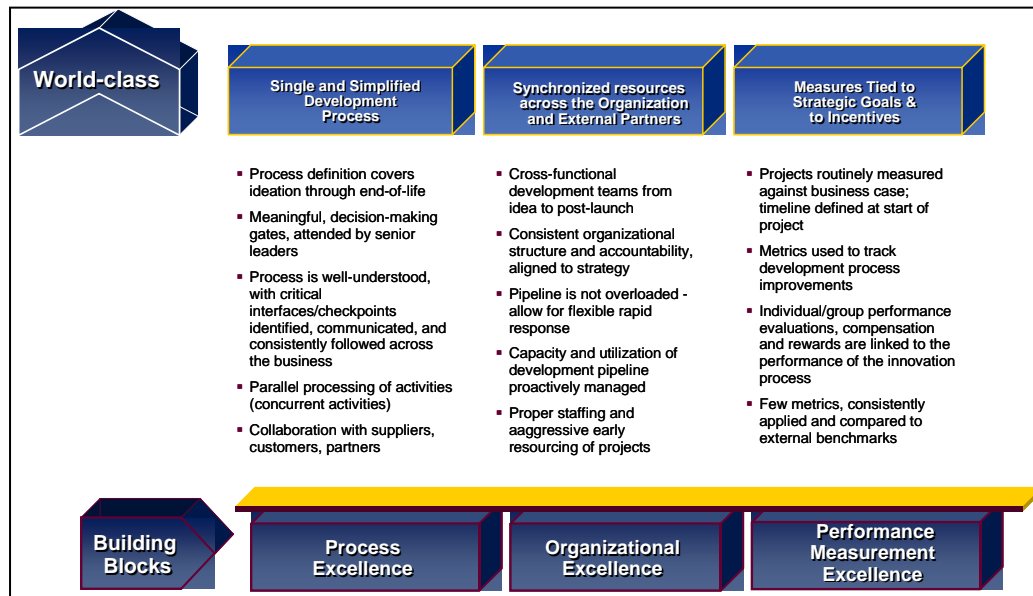 World-class
Single and Simplified
Development
Process
Synchronized resources
across the Organization
and External Partners
Measures Tied to
Strategic Goals &
to Incentives
▪ Process definition covers
ideation through end-of-life
▪ Meaningful, decision-making
gates, attended by senior
leaders
▪ Process is well-understood,
with critical
interfaces/checkpoints
identified, communicated, and
consistently followed across
the business
▪ Parallel processing of activities
(concurrent activities)
▪ Collaboration with suppliers,
customers, partners
▪ Cross-functional
development teams from
idea to post-launch
▪ Consistent organizational
structure and accountability,
aligned to strategy
▪ Pipeline is not overloaded -
allow for flexible rapid
response
▪ Capacity and utilization of
development pipeline
proactively managed
▪ Proper staffing and
aaggressive early
resourcing of projects
▪ Projects routinely measured
against business case;
timeline defined at start of
project
▪ Metrics used to track
development process
improvements
▪ Individual/group performance
evaluations, compensation
and rewards are linked to the
performance of the innovation
process
▪ Few metrics, consistently
applied and compared to
external benchmarks
Building
Blocks
Process
Excellence
Organizational
Excellence
Performance
Measurement
Excellence